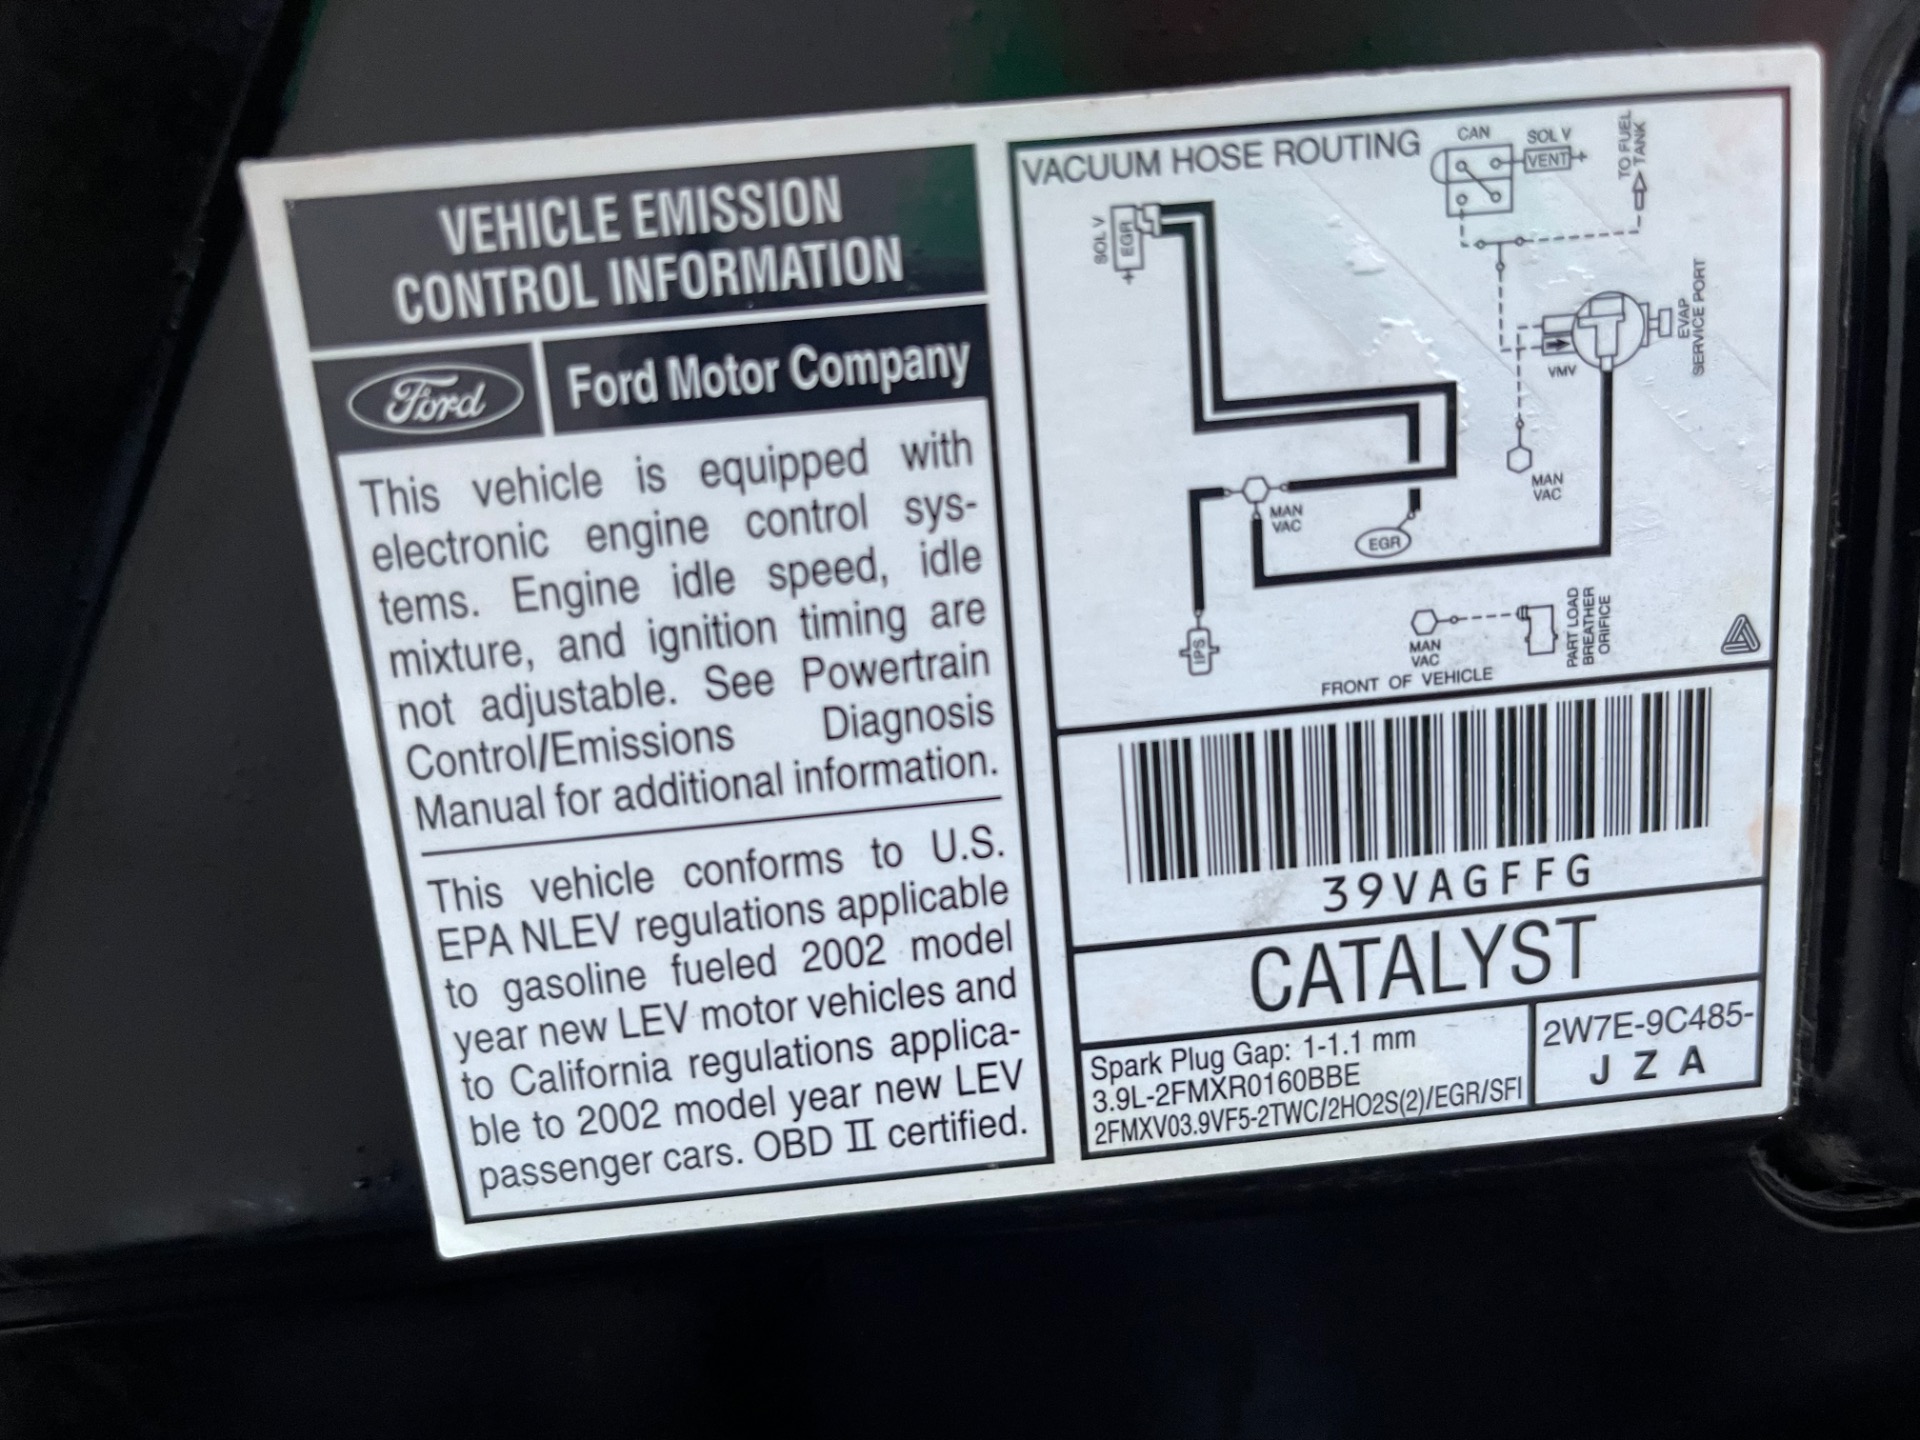 VEHICLE EMISSION
CONTROL INFORMATION
Ford
Ford Motor Company
This vehicle is equipped with
electronic engine control sys-
tems. Engine idle speed, idle
mixture, and ignition timing are
not adjustable. See Powertrain
Control/Emissions Diagnosis
Manual for additional information.
This vehicle conforms to U.S.
EPA NLEV regulations applicable
to gasoline fueled 2002 model
year new LEV motor vehicles and
to California regulations applica-
ble to 2002 model year new LEV
passenger cars. OBD II certified.
VACUUM HOSE ROUTING
CAN
SOL V
VENT +
TO FUEL
TANK
SOL V
EGR
+
EVAP
SERVICE PORT
VMV
MAN
VAC
MAN
VAC
EGR
IPS
MAN
VAC
PART LOAD
BREATHER
ORIFICE
FRONT OF VEHICLE
39VAGFFG
CATALYST
Spark Plug Gap: 1-1.1 mm
3.9L-2FMXR0160BBE
2FMXV03.9VF5-2TWC/2HO2S(2)/EGR/SFI
2W7E-9C485-
J Z A